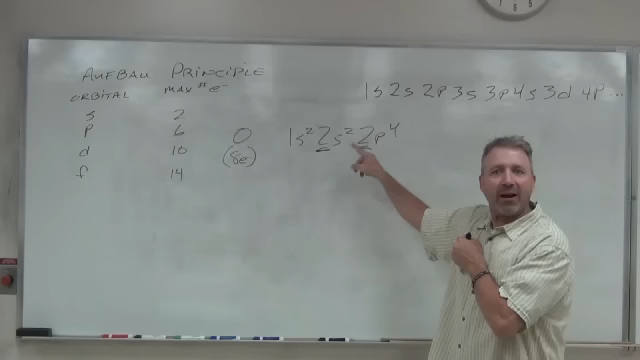 AUFBAU PRINCIPLE
ORBITAL MAX # e⁻
s 2
p 6
d 10
f 14
1s 2s 2p 3s 3p 4s 3d 4p ...
O 1s² 2s² 2p⁴
(8e⁻)